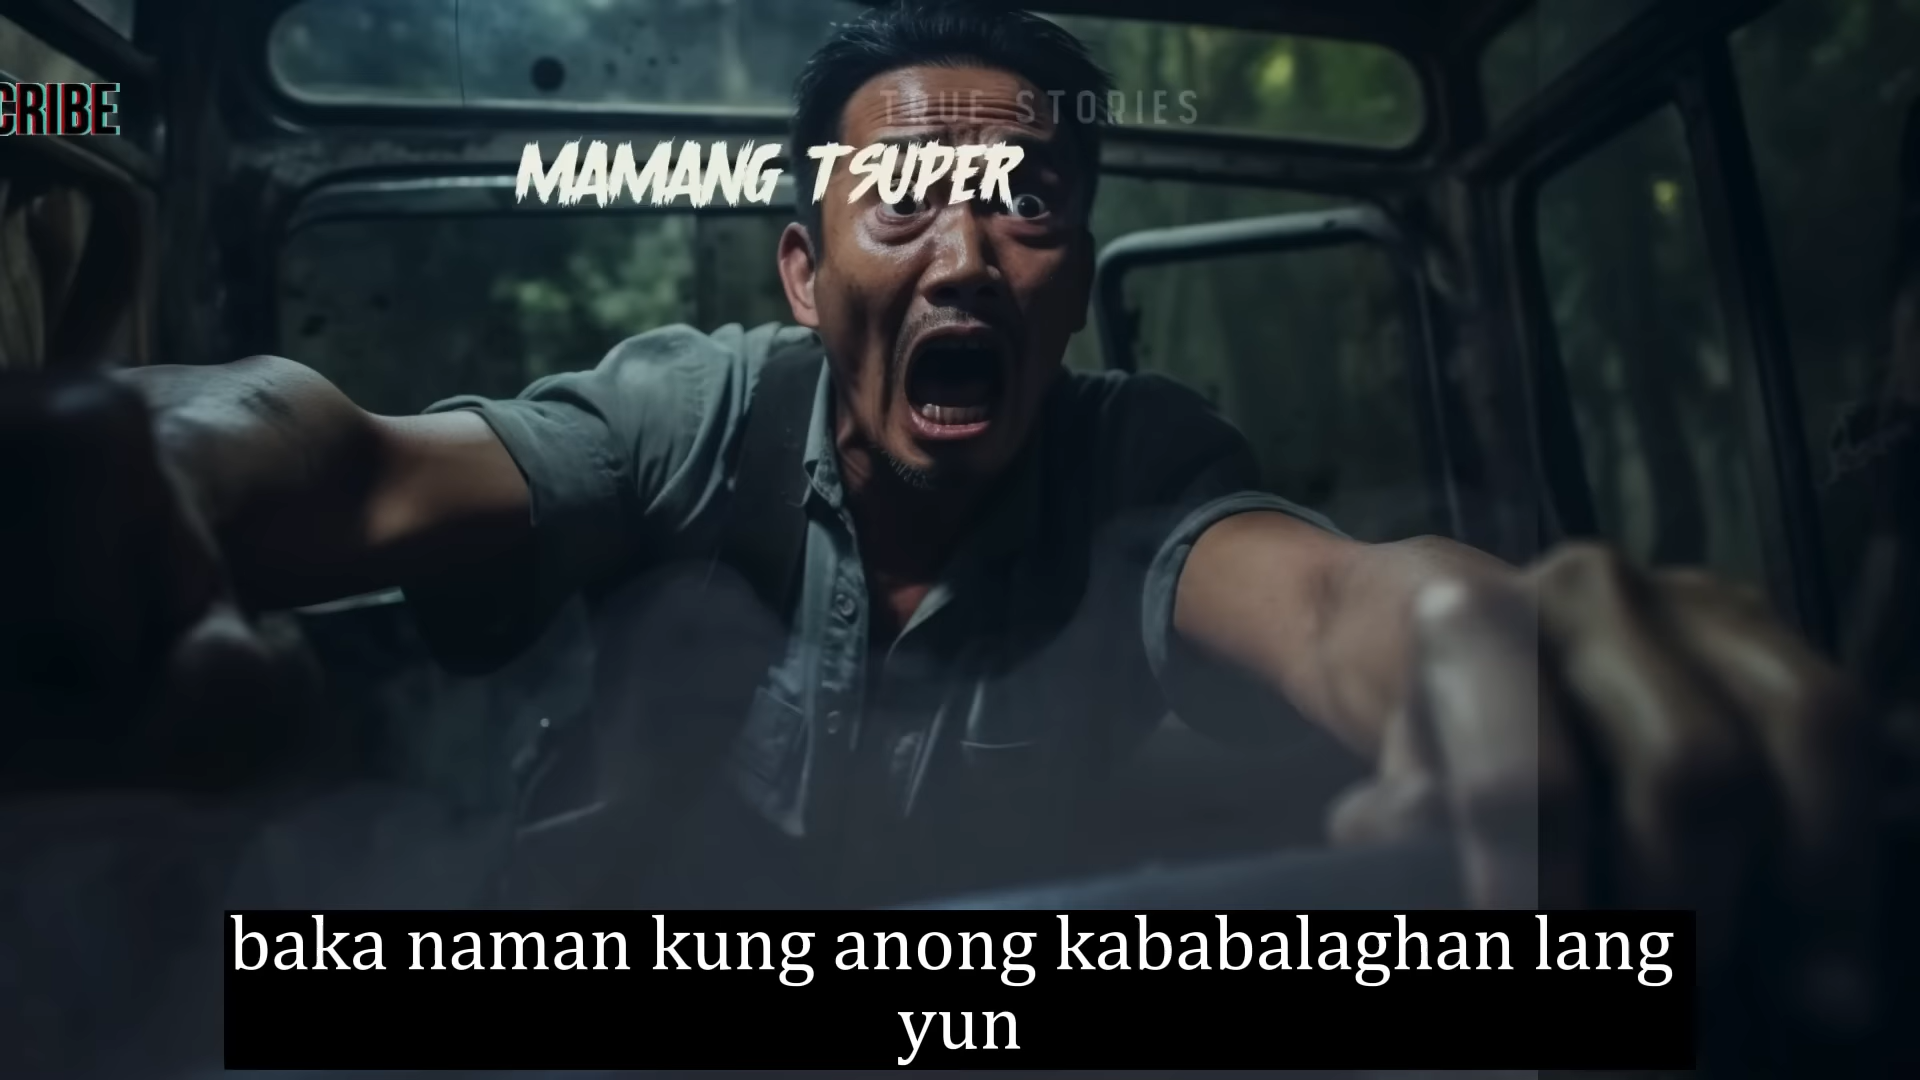 CRIBE
TRUE STORIES
MAMANG TSUPER
baka naman kung anong kababalaghan lang
yun